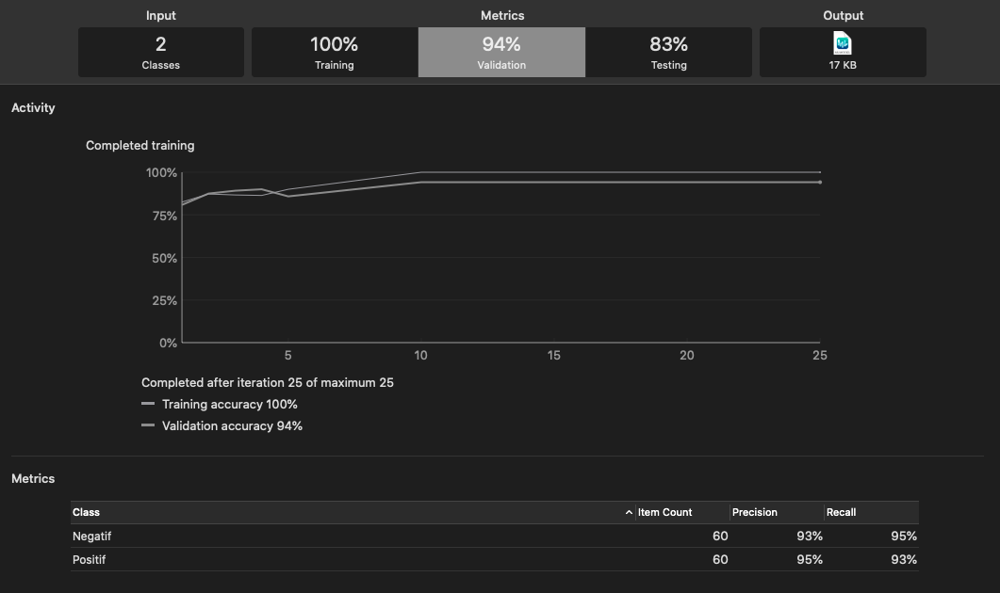 Input Metrics Output
2 100% 94% 83%
Classes Training Validation Testing 17 KB
Activity
Completed training
100%
75%
50%
25%
0%
5 10 15 20 25
Completed after iteration 25 of maximum 25
Training accuracy 100%
Validation accuracy 94%
Metrics
Class Item Count Precision Recall
Negatif 60 93% 95%
Positif 60 95% 93%